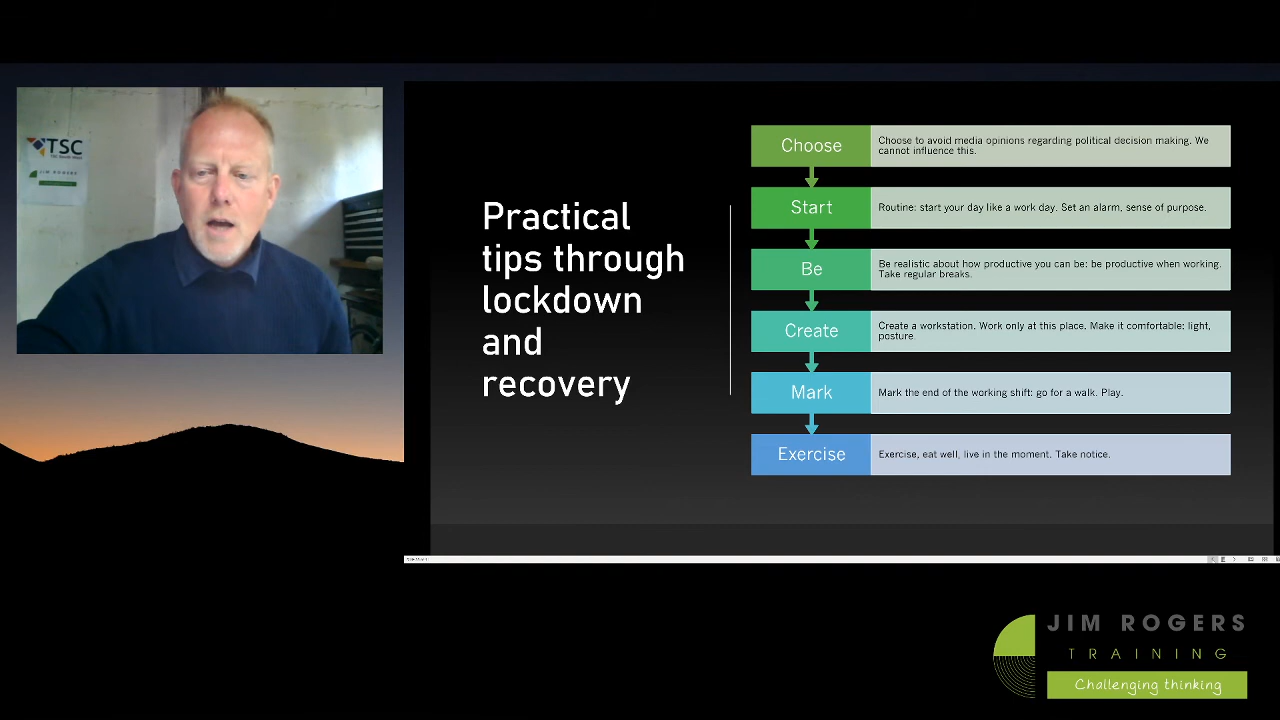 TSC
TSC South West
JIM ROGERS
Practical
tips through
lockdown
and
recovery
Choose
Choose to avoid media opinions regarding political decision making. We
cannot influence this.
Start
Routine: start your day like a work day. Set an alarm, sense of purpose.
Be
Be realistic about how productive you can be: be productive when working.
Take regular breaks.
Create
Create a workstation. Work only at this place. Make it comfortable: light,
posture.
Mark
Mark the end of the working shift: go for a walk. Play.
Exercise
Exercise, eat well, live in the moment. Take notice.
JIM ROGERS
TRAINING
Challenging thinking